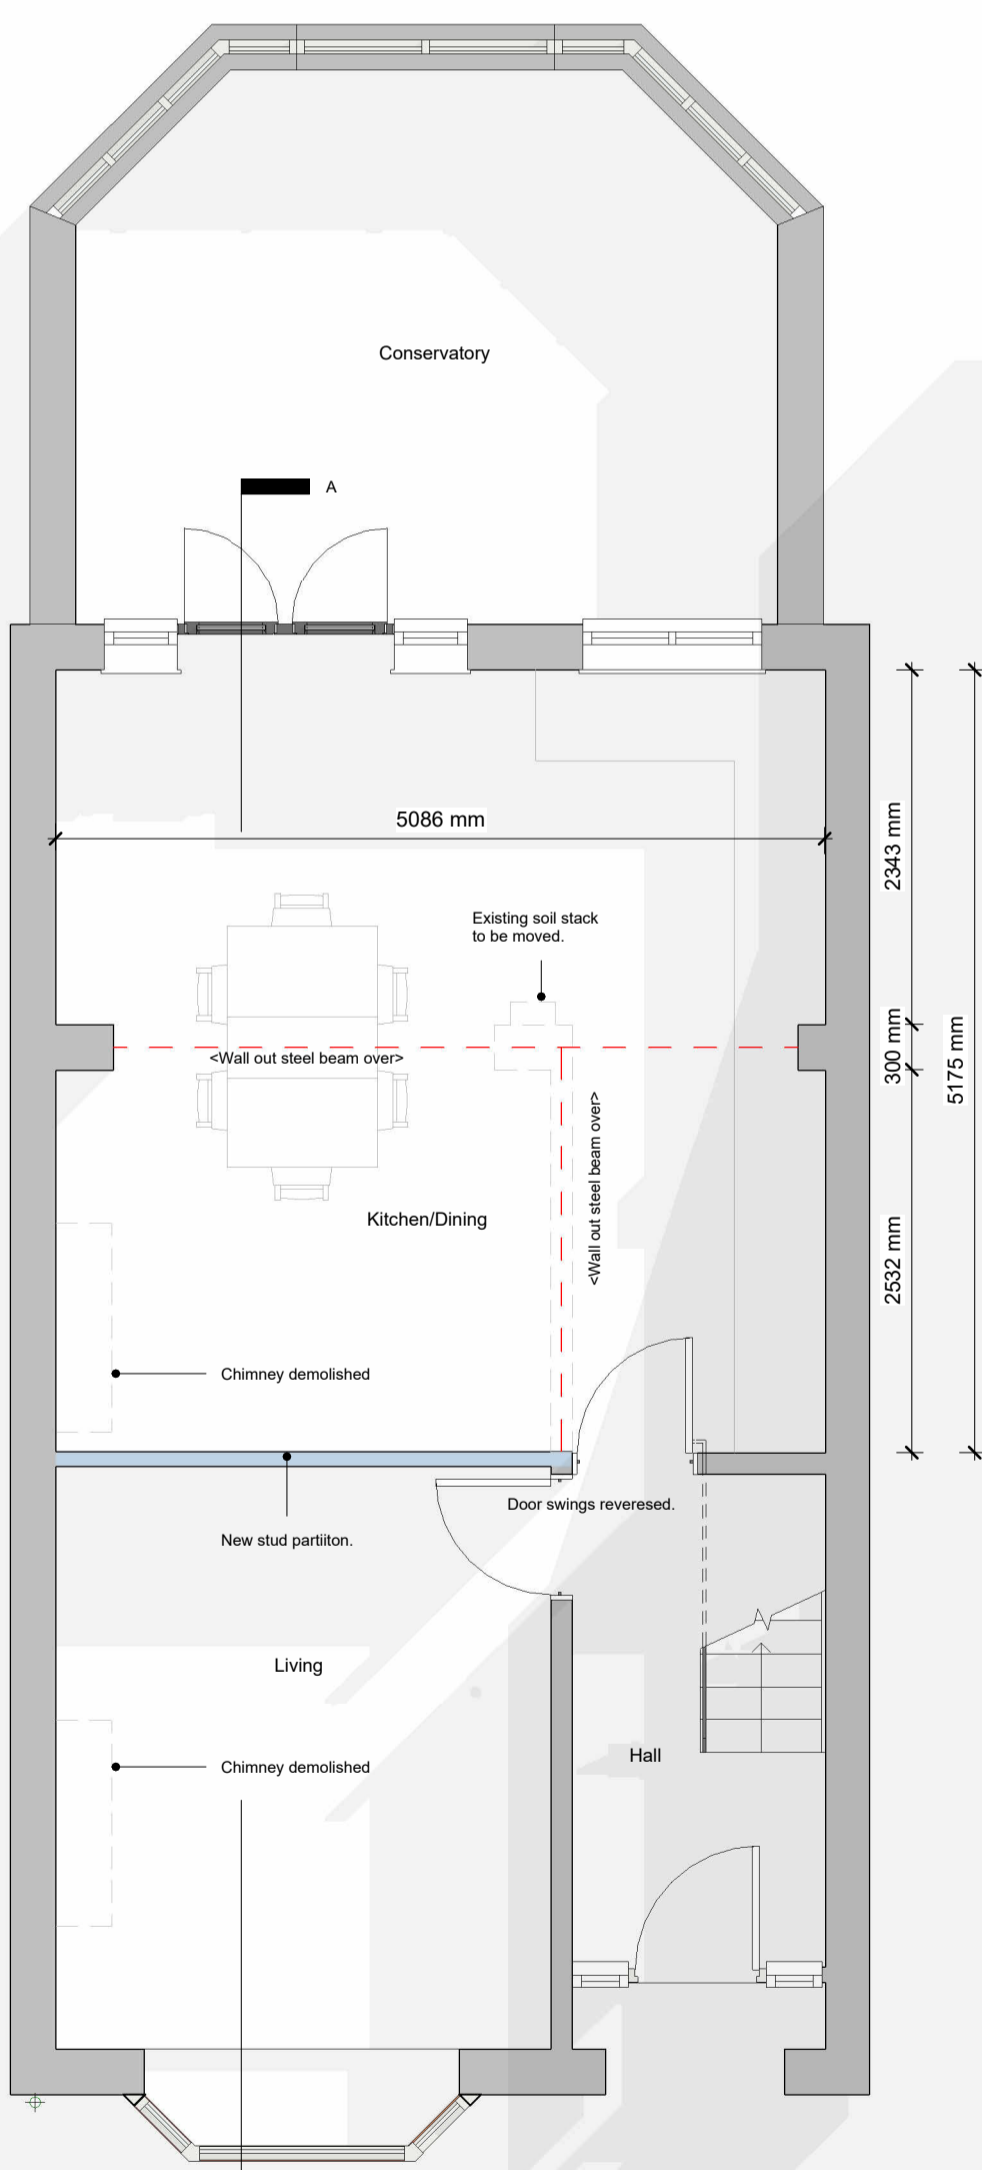 Conservatory
A
5086 mm
2343 mm
Existing soil stack
to be moved.
300 mm
5175 mm
<Wall out steel beam over>
<Wall out steel beam over>
Kitchen/Dining
2532 mm
Chimney demolished
Door swings reveresed.
New stud partiiton.
Living
Hall
Chimney demolished